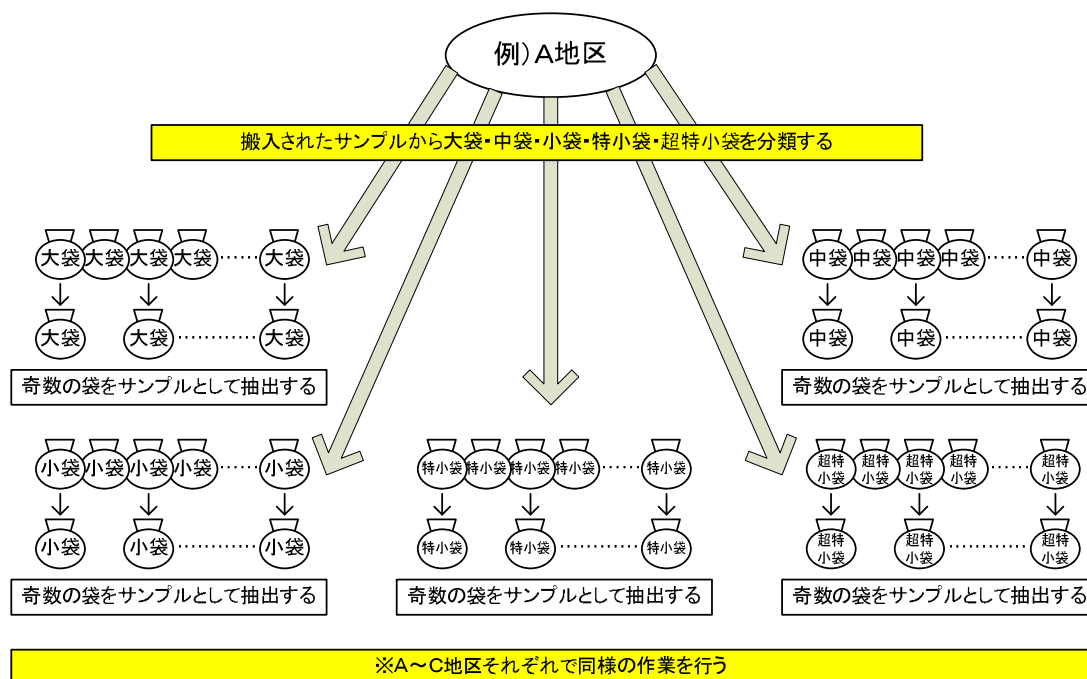 例）A地区
搬入されたサンプルから大袋・中袋・小袋・特小袋・超特小袋を分類する
大袋 大袋 大袋 大袋 …… 大袋
大袋 大袋 ………… 大袋
奇数の袋をサンプルとして抽出する
中袋 中袋 中袋 中袋 …… 中袋
中袋 中袋 ………… 中袋
奇数の袋をサンプルとして抽出する
小袋 小袋 小袋 小袋 …… 小袋
小袋 小袋 ………… 小袋
奇数の袋をサンプルとして抽出する
特小袋 特小袋 特小袋 特小袋 …… 特小袋
特小袋 特小袋 ………… 特小袋
奇数の袋をサンプルとして抽出する
超特小袋 超特小袋 超特小袋 超特小袋 …… 超特小袋
超特小袋 超特小袋 ………… 超特小袋
奇数の袋をサンプルとして抽出する
※A～C地区それぞれで同様の作業を行う